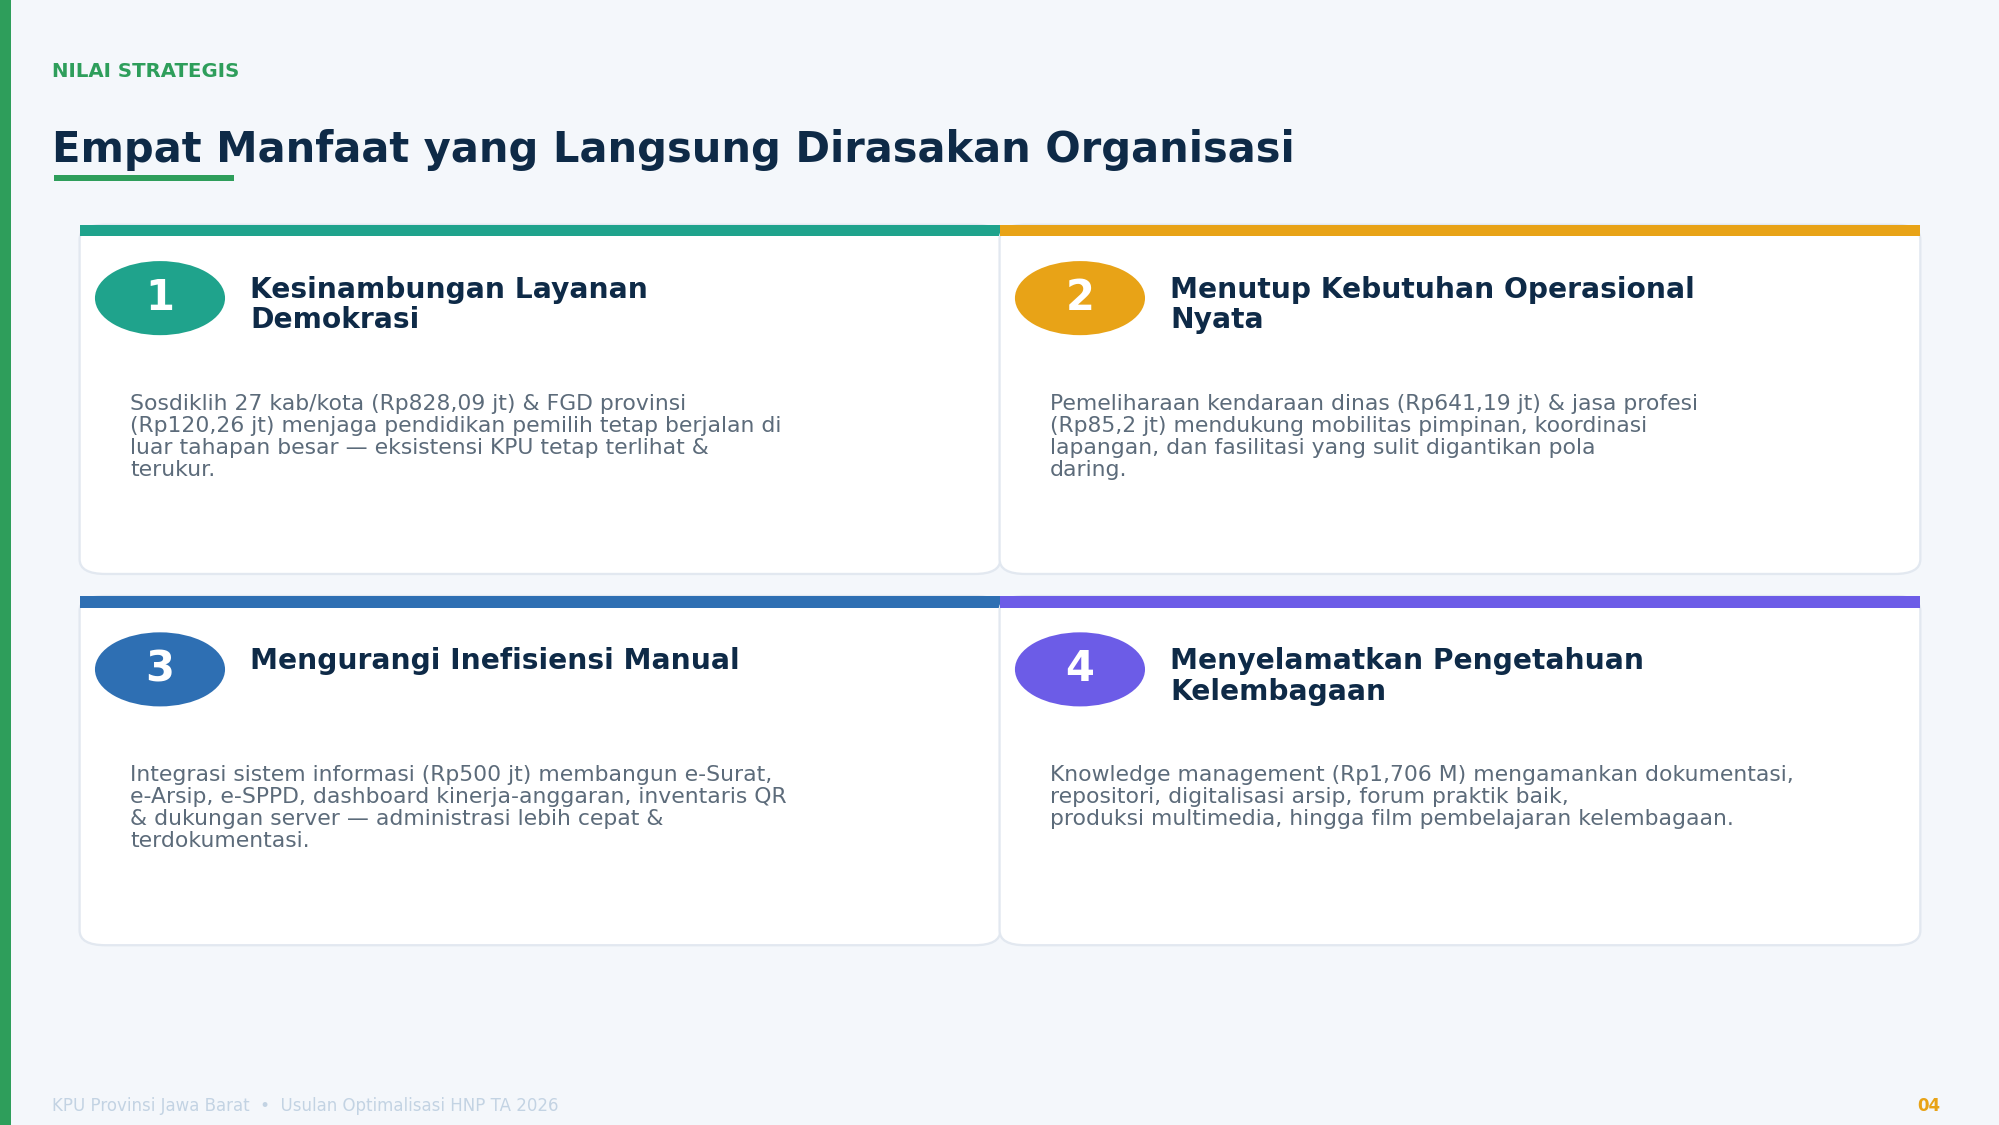 NILAI STRATEGIS
Empat Manfaat yang Langsung Dirasakan Organisasi
1
Kesinambungan Layanan
Demokrasi
Sosdiklih 27 kab/kota (Rp828,09 jt) & FGD provinsi
(Rp120,26 jt) menjaga pendidikan pemilih tetap berjalan di
luar tahapan besar — eksistensi KPU tetap terlihat &
terukur.
2
Menutup Kebutuhan Operasional
Nyata
Pemeliharaan kendaraan dinas (Rp641,19 jt) & jasa profesi
(Rp85,2 jt) mendukung mobilitas pimpinan, koordinasi
lapangan, dan fasilitasi yang sulit digantikan pola
daring.
3
Mengurangi Inefisiensi Manual
Integrasi sistem informasi (Rp500 jt) membangun e-Surat,
e-Arsip, e-SPPD, dashboard kinerja-anggaran, inventaris QR
& dukungan server — administrasi lebih cepat &
terdokumentasi.
4
Menyelamatkan Pengetahuan
Kelembagaan
Knowledge management (Rp1,706 M) mengamankan dokumentasi,
repositori, digitalisasi arsip, forum praktik baik,
produksi multimedia, hingga film pembelajaran kelembagaan.
KPU Provinsi Jawa Barat • Usulan Optimalisasi HNP TA 2026
04